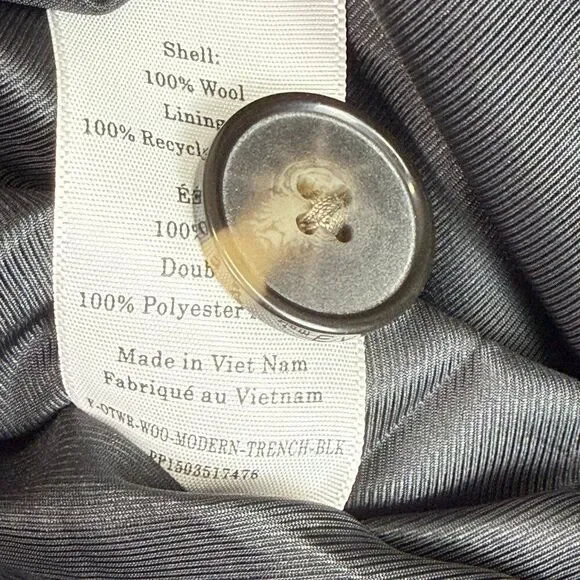 Shell:
100% Wool
Lining
100% Recycl
É
100%
Doub
100% Polyester
Made in Viet Nam
Fabriqué au Vietnam
F-OTWR-WOO-MODERN-TRENCH-BLK
PP1503517476